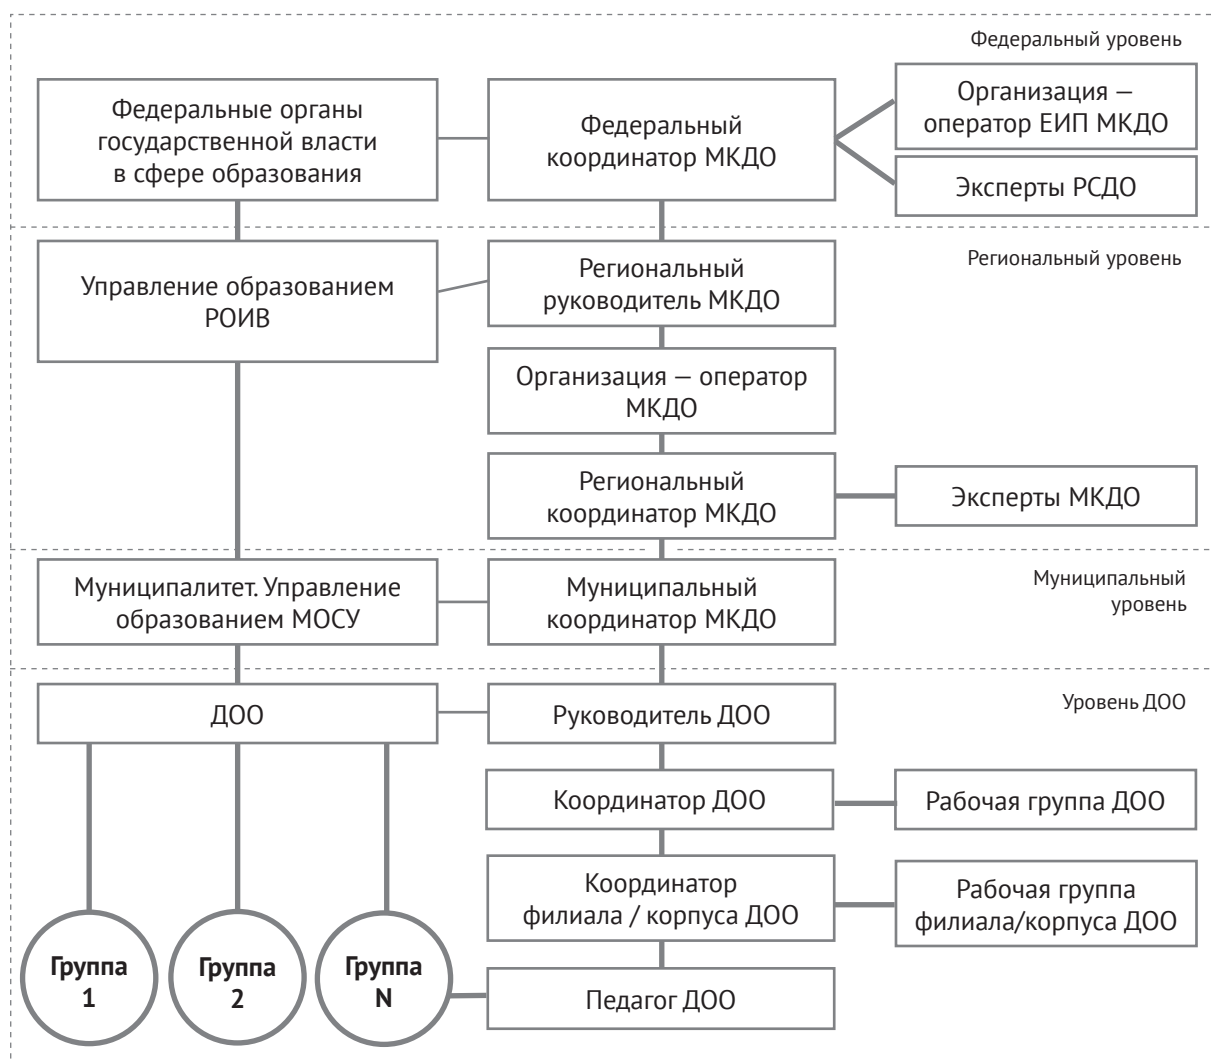 Федеральный уровень
Федеральные органы
государственной власти
в сфере образования
Федеральный
координатор МКДО
Организация —
оператор ЕИП МКДО
Эксперты РСДО
Региональный уровень
Управление образованием
РОИВ
Региональный
руководитель МКДО
Организация — оператор
МКДО
Региональный
координатор МКДО
Эксперты МКДО
Муниципальный
уровень
Муниципалитет. Управление
образованием МОСУ
Муниципальный
координатор МКДО
Уровень ДОО
ДОО
Руководитель ДОО
Координатор ДОО
Рабочая группа ДОО
Координатор
филиала / корпуса ДОО
Рабочая группа
филиала/корпуса ДОО
Группа
1
Группа
2
Группа
N
Педагог ДОО